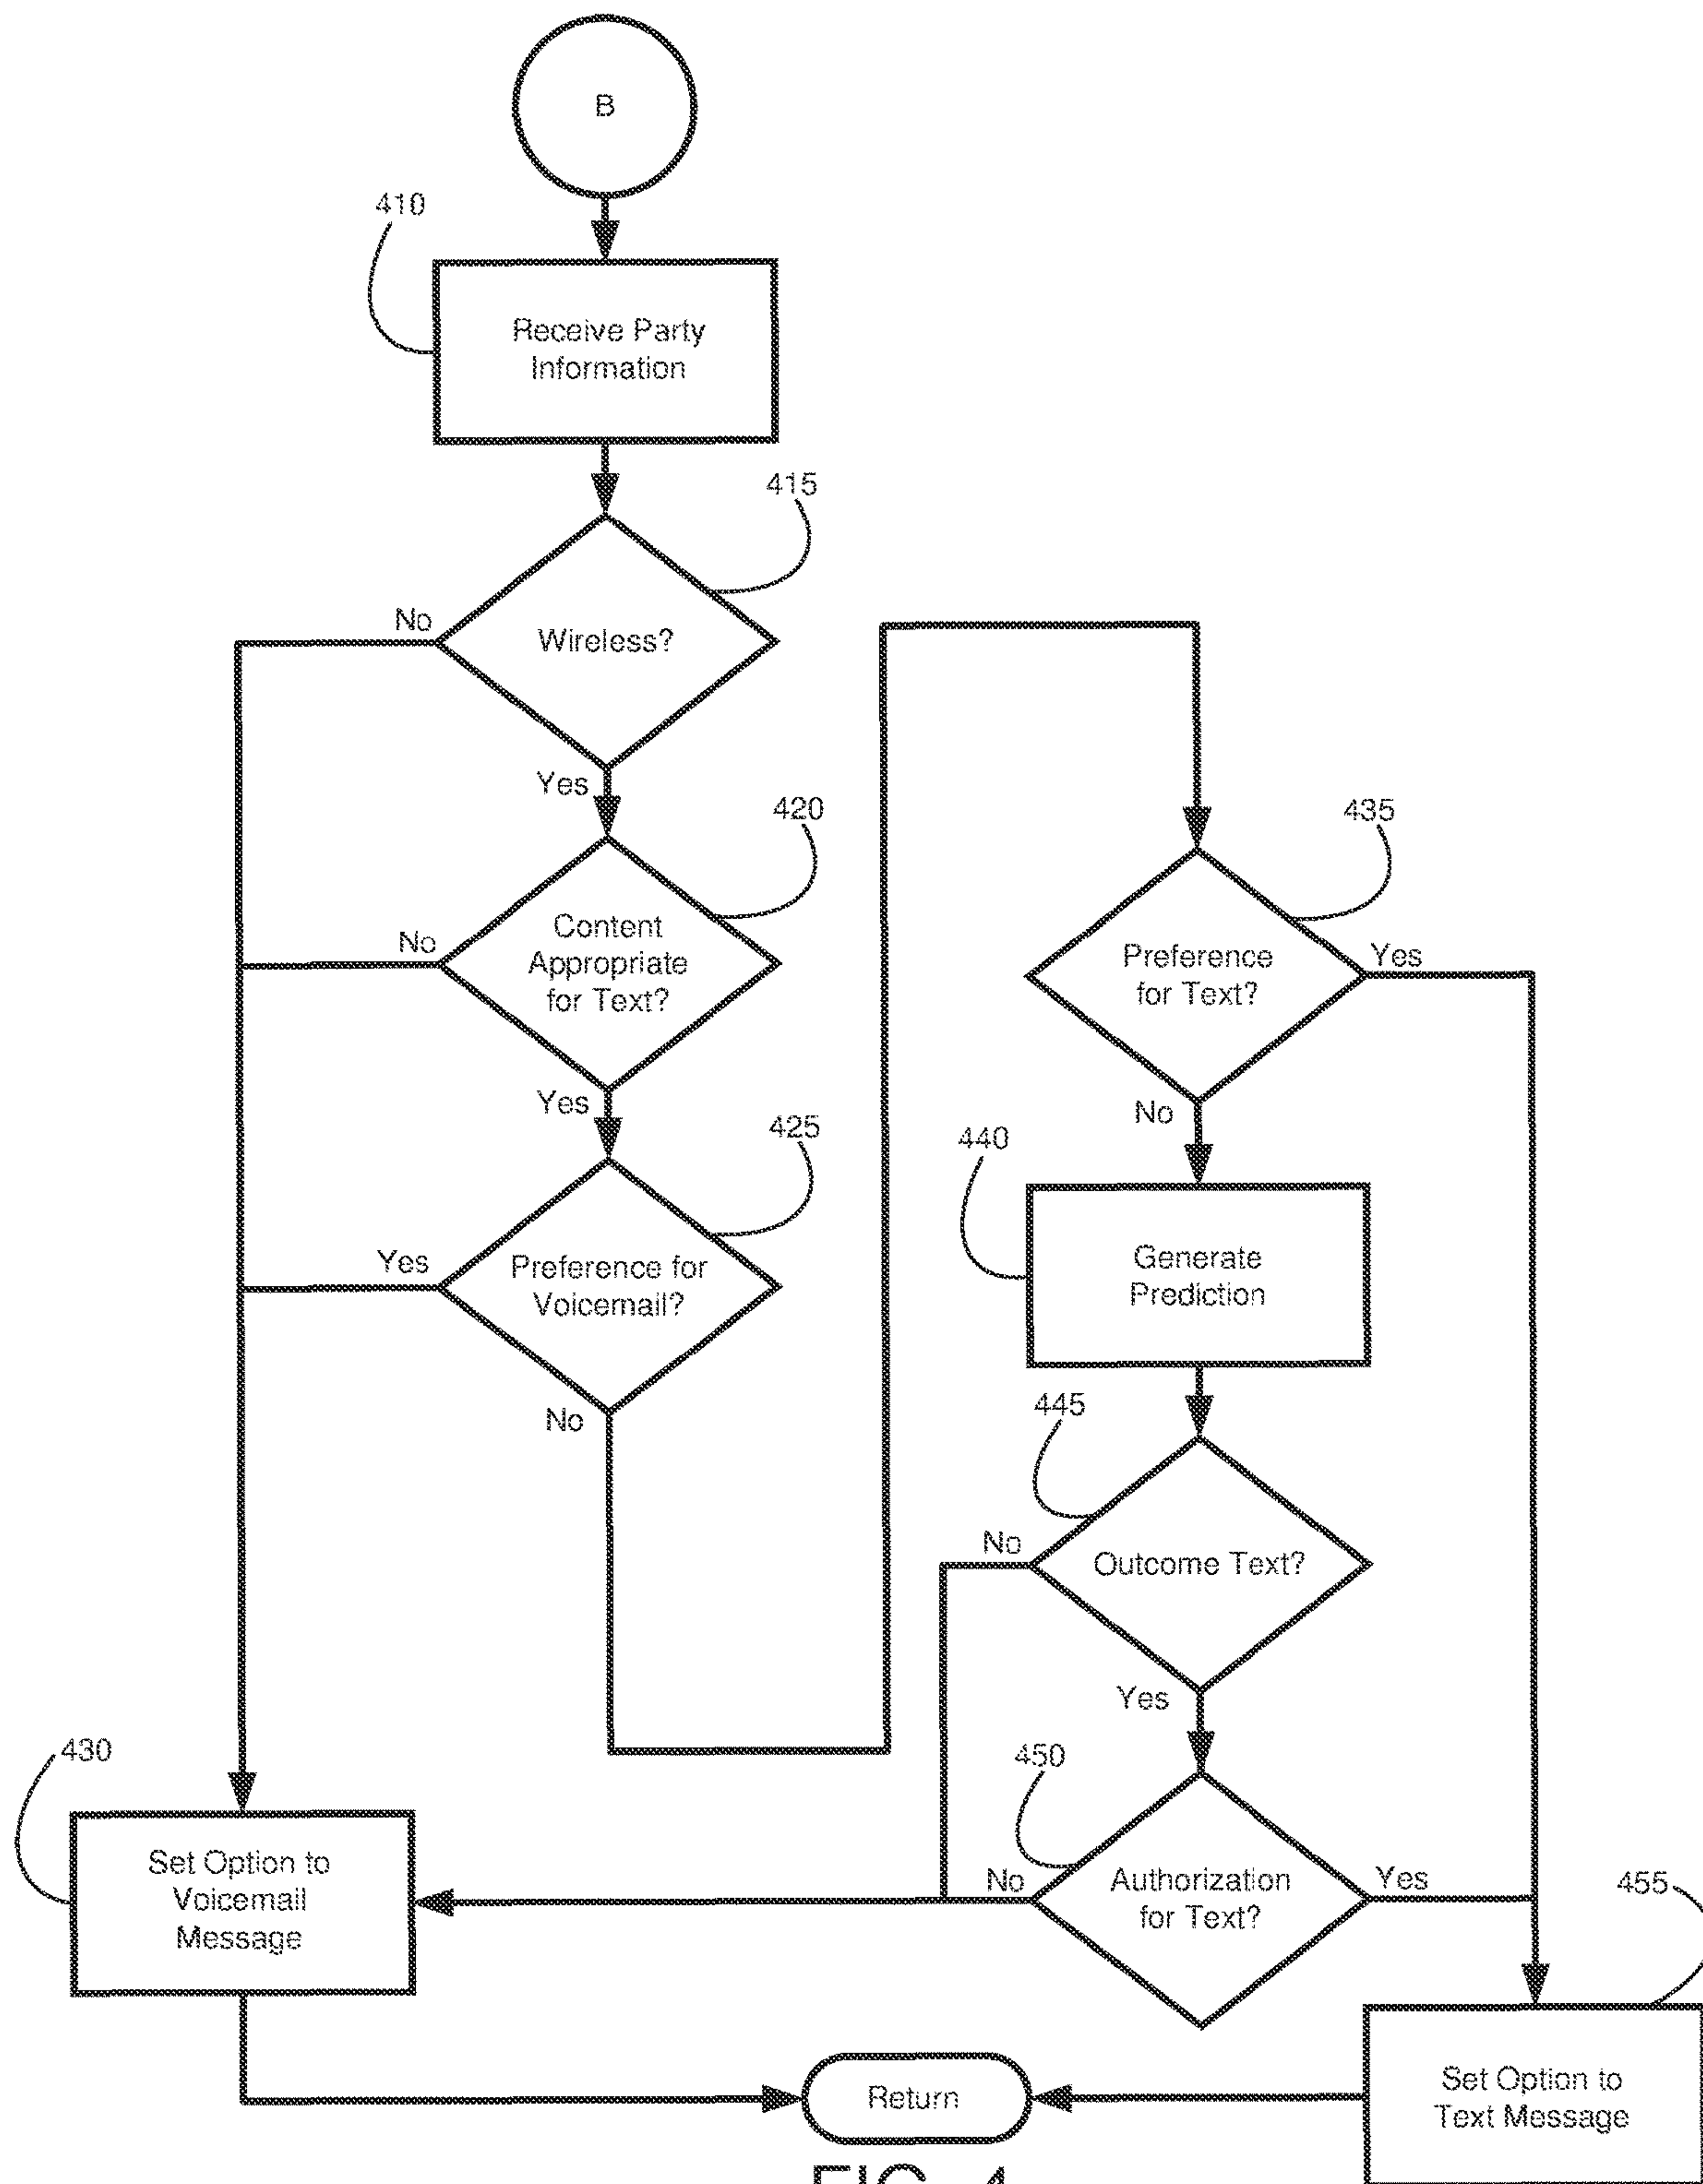 B
410
Receive Party
Information
415
No
Wireless?
Yes
420
No
Content
Appropriate
for Text?
Yes
425
Yes
Preference for
Voicemail?
No
435
Preference
for Text?
Yes
No
440
Generate
Prediction
445
No
Outcome Text?
Yes
450
No
Authorization
for Text?
Yes
430
Set Option to
Voicemail
Message
455
Set Option to
Text Message
Return
FIG. 4